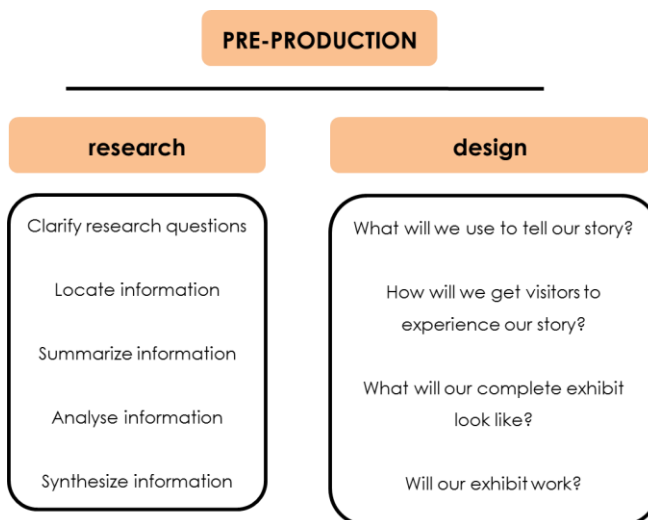 PRE-PRODUCTION
research
Clarify research questions
Locate information
Summarize information
Analyse information
Synthesize information
design
What will we use to tell our story?
How will we get visitors to
experience our story?
What will our complete exhibit
look like?
Will our exhibit work?